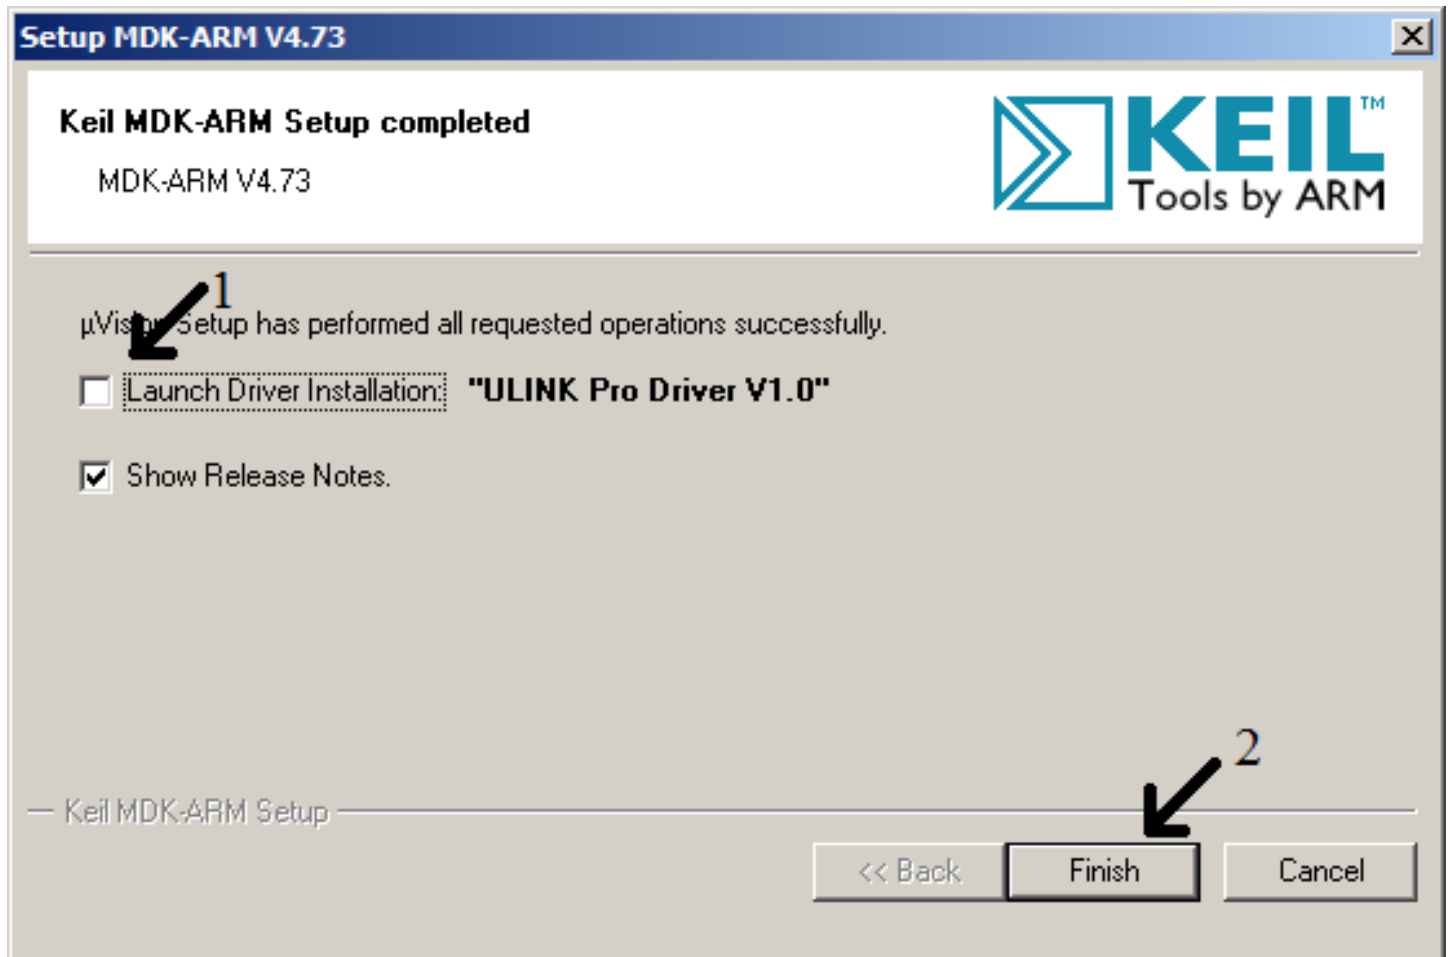 Setup MDK-ARM V4.73
Keil MDK-ARM Setup completed
MDK-ARM V4.73
KEIL™
Tools by ARM
1
µVision Setup has performed all requested operations successfully.
Launch Driver Installation: "ULINK Pro Driver V1.0"
Show Release Notes.
2
Keil MDK-ARM Setup
<< Back
Finish
Cancel